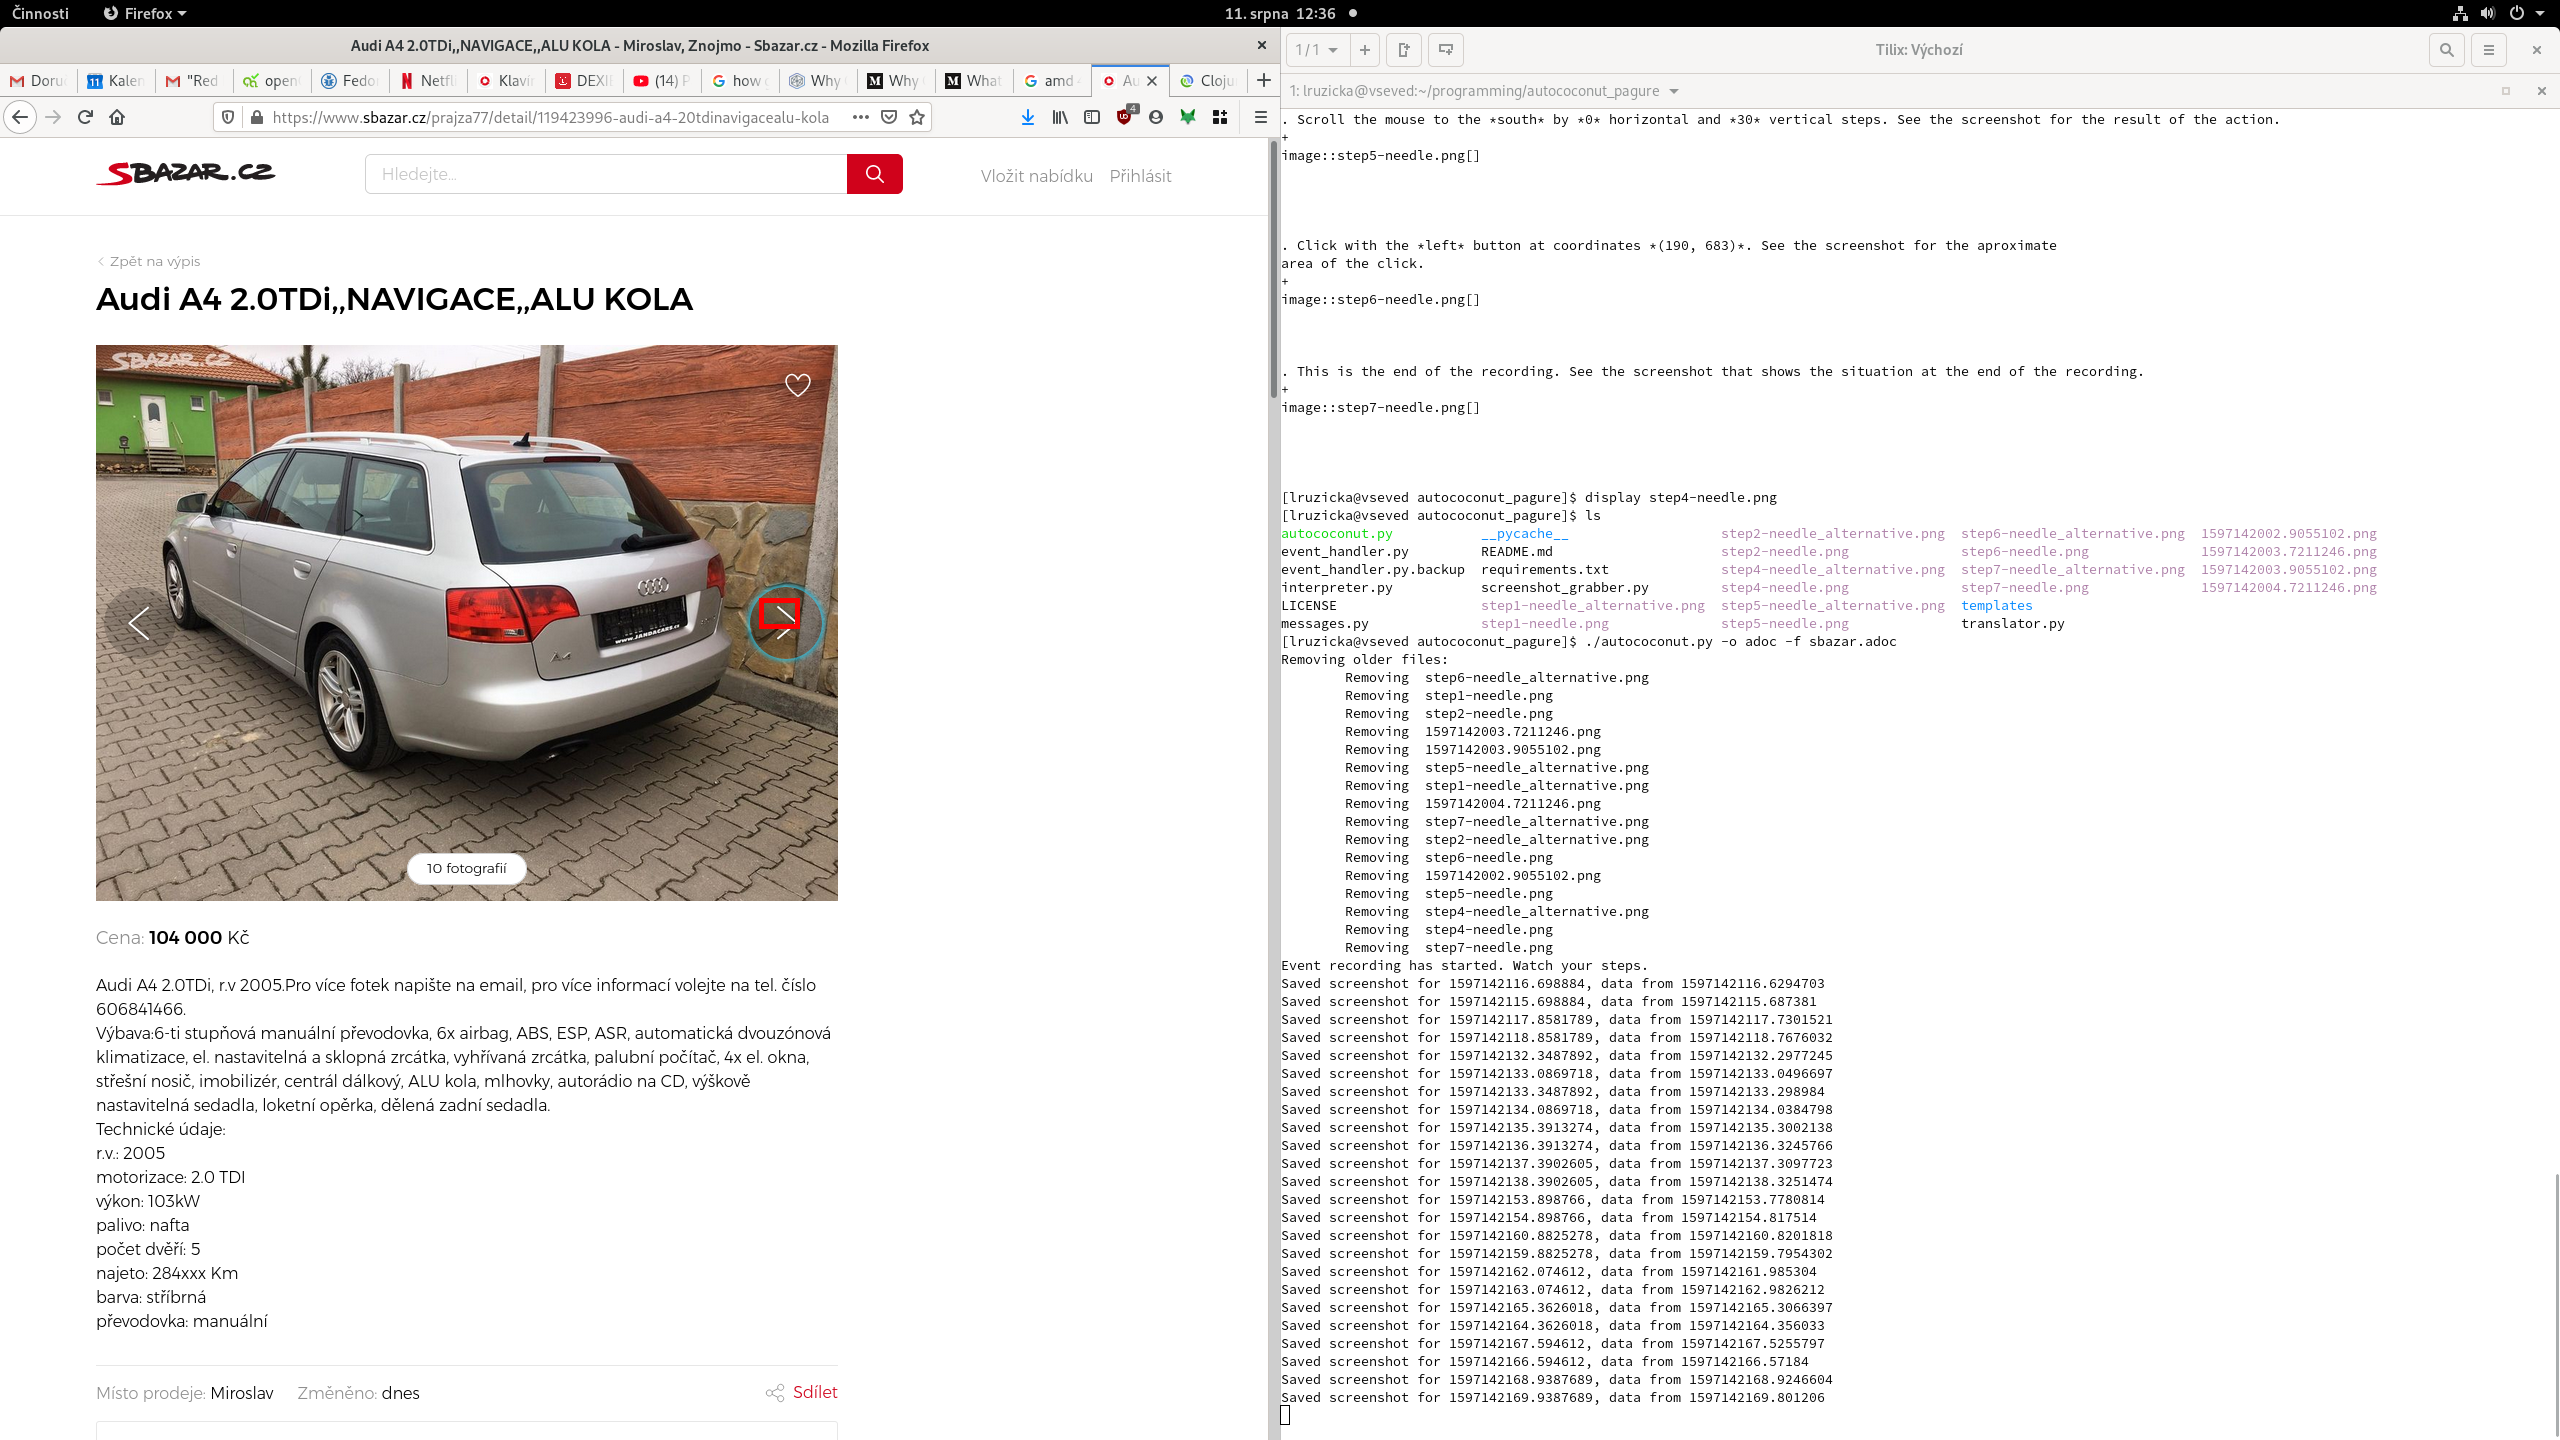 Činnosti
Firefox
11. srpna 12:36
Audi A4 2.0TDi,,NAVIGACE,,ALU KOLA - Miroslav, Znojmo - Sbazar.cz - Mozilla Firefox
Doru
Kalen
"Red
open
Fedo
Netfl
Klavír
DEXI
(14) P
how
Why
Why
What
amd
Au
Cloju
https://www.sbazar.cz/prajza77/detail/119423996-audi-a4-20tdinavigacealu-kola
4
SBAZAR.CZ
Hledejte...
Vložit nabídku
Přihlásit
Zpět na výpis
Audi A4 2.0TDi,,NAVIGACE,,ALU KOLA
SBAZAR.CZ
WWW.JANDACARS.CZ
A4
10 fotografií
Cena: 104 000 Kč
Audi A4 2.0TDi, r.v 2005.Pro více fotek napište na email, pro více informací volejte na tel. číslo
606841466.
Výbava:6-ti stupňová manuální převodovka, 6x airbag, ABS, ESP, ASR, automatická dvouzónová
klimatizace, el. nastavitelná a sklopná zrcátka, vyhřívaná zrcátka, palubní počítač, 4x el. okna,
střešní nosič, imobilizér, centrál dálkový, ALU kola, mlhovky, autorádio na CD, výškově
nastavitelná sedadla, loketní opěrka, dělená zadní sedadla.
Technické údaje:
r.v.: 2005
motorizace: 2.0 TDI
výkon: 103kW
palivo: nafta
počet dvěří: 5
najeto: 284xxx Km
barva: stříbrná
převodovka: manuální
Místo prodeje: Miroslav
Změněno: dnes
Sdílet
1 / 1
Tilix: Výchozí
1: lruzicka@vseved:~/programming/autococonut_pagure
. Scroll the mouse to the *south* by *0* horizontal and *30* vertical steps. See the screenshot for the result of the action.
+
image::step5-needle.png[]
. Click with the *left* button at coordinates *(190, 683)*. See the screenshot for the aproximate
area of the click.
+
image::step6-needle.png[]
. This is the end of the recording. See the screenshot that shows the situation at the end of the recording.
+
image::step7-needle.png[]
[lruzicka@vseved autococonut_pagure]$ display step4-needle.png
[lruzicka@vseved autococonut_pagure]$ ls
autococonut.py __pycache__ step2-needle_alternative.png step6-needle_alternative.png 1597142002.9055102.png
event_handler.py README.md step2-needle.png step6-needle.png 1597142003.7211246.png
event_handler.py.backup requirements.txt step4-needle_alternative.png step7-needle_alternative.png 1597142003.9055102.png
interpreter.py screenshot_grabber.py step4-needle.png step7-needle.png 1597142004.7211246.png
LICENSE step1-needle_alternative.png step5-needle_alternative.png templates
messages.py step1-needle.png step5-needle.png translator.py
[lruzicka@vseved autococonut_pagure]$ ./autococonut.py -o adoc -f sbazar.adoc
Removing older files:
Removing step6-needle_alternative.png
Removing step1-needle.png
Removing step2-needle.png
Removing 1597142003.7211246.png
Removing 1597142003.9055102.png
Removing step5-needle_alternative.png
Removing step1-needle_alternative.png
Removing 1597142004.7211246.png
Removing step7-needle_alternative.png
Removing step2-needle_alternative.png
Removing step6-needle.png
Removing 1597142002.9055102.png
Removing step5-needle.png
Removing step4-needle_alternative.png
Removing step4-needle.png
Removing step7-needle.png
Event recording has started. Watch your steps.
Saved screenshot for 1597142116.698884, data from 1597142116.6294703
Saved screenshot for 1597142115.698884, data from 1597142115.687381
Saved screenshot for 1597142117.8581789, data from 1597142117.7301521
Saved screenshot for 1597142118.8581789, data from 1597142118.7676032
Saved screenshot for 1597142132.3487892, data from 1597142132.2977245
Saved screenshot for 1597142133.0869718, data from 1597142133.0496697
Saved screenshot for 1597142133.3487892, data from 1597142133.298984
Saved screenshot for 1597142134.0869718, data from 1597142134.0384798
Saved screenshot for 1597142135.3913274, data from 1597142135.3002138
Saved screenshot for 1597142136.3913274, data from 1597142136.3245766
Saved screenshot for 1597142137.3902605, data from 1597142137.3097723
Saved screenshot for 1597142138.3902605, data from 1597142138.3251474
Saved screenshot for 1597142153.898766, data from 1597142153.7780814
Saved screenshot for 1597142154.898766, data from 1597142154.817514
Saved screenshot for 1597142160.8825278, data from 1597142160.8201818
Saved screenshot for 1597142159.8825278, data from 1597142159.7954302
Saved screenshot for 1597142162.074612, data from 1597142161.985304
Saved screenshot for 1597142163.074612, data from 1597142162.9826212
Saved screenshot for 1597142165.3626018, data from 1597142165.3066397
Saved screenshot for 1597142164.3626018, data from 1597142164.356033
Saved screenshot for 1597142167.594612, data from 1597142167.5255797
Saved screenshot for 1597142166.594612, data from 1597142166.57184
Saved screenshot for 1597142168.9387689, data from 1597142168.9246604
Saved screenshot for 1597142169.9387689, data from 1597142169.801206